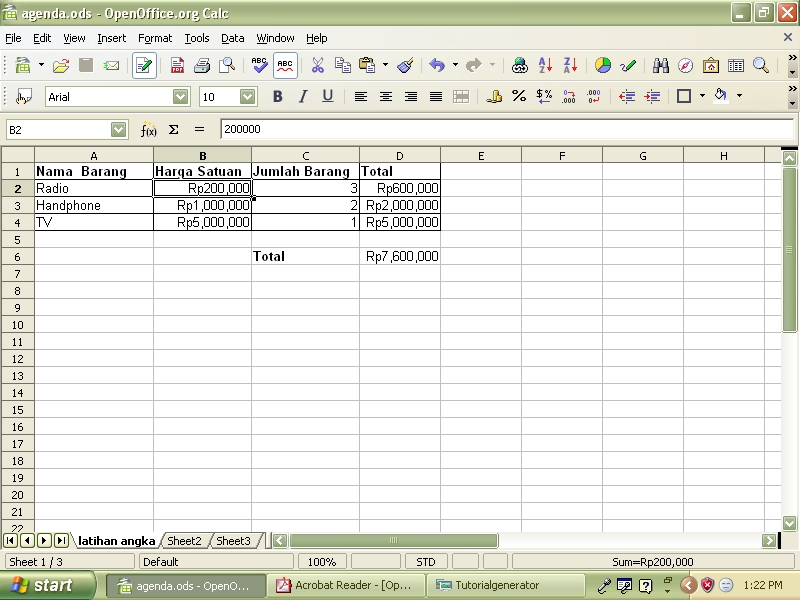 agenda.ods - OpenOffice.org Calc
File Edit View Insert Format Tools Data Window Help
Arial 10 B I U
B2 f(x) Σ = 200000
A B C D E F G H
1 Nama Barang Harga Satuan Jumlah Barang Total
2 Radio Rp200,000 3 Rp600,000
3 Handphone Rp1,000,000 2 Rp2,000,000
4 TV Rp5,000,000 1 Rp5,000,000
5
6 Total Rp7,600,000
7
8
9
10
11
12
13
14
15
16
17
18
19
20
21
22
latihan angka Sheet2 Sheet3
Sheet 1 / 3 Default 100% STD Sum=Rp200,000
start agenda.ods - OpenO... Acrobat Reader - [Op... Tutorialgenerator 1:22 PM